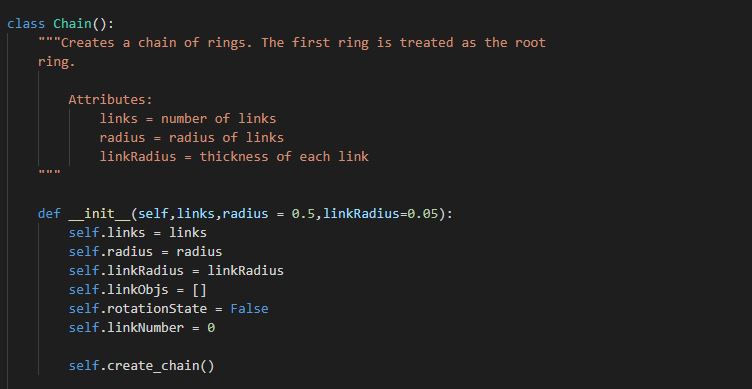 class Chain():
    """Creates a chain of rings. The first ring is treated as the root
    ring.
        Attributes:
            links = number of links
            radius = radius of links
            linkRadius = thickness of each link
    """
    def __init__(self,links,radius = 0.5,linkRadius=0.05):
        self.links = links
        self.radius = radius
        self.linkRadius = linkRadius
        self.linkObjs = []
        self.rotationState = False
        self.linkNumber = 0
        self.create_chain()